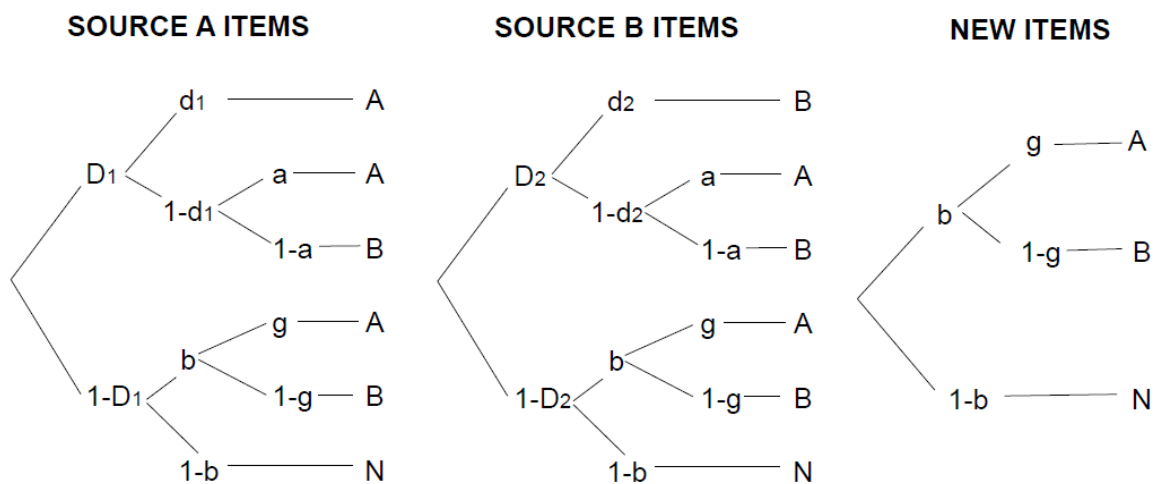 SOURCE A ITEMS
d1 A
D1
a A
1-d1
1-a B
g A
b
1-D1
1-g B
1-b N
SOURCE B ITEMS
d2 B
D2
a A
1-d2
1-a B
g A
b
1-D2
1-g B
1-b N
NEW ITEMS
g A
b
1-g B
1-b N